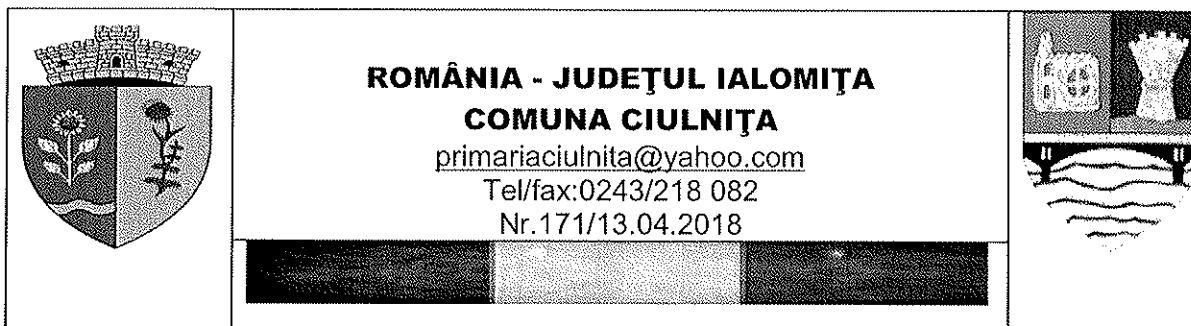 ROMÂNIA - JUDEŢUL IALOMIŢA
COMUNA CIULNIŢA
primariaciulnita@yahoo.com
Tel/fax:0243/218 082
Nr.171/13.04.2018